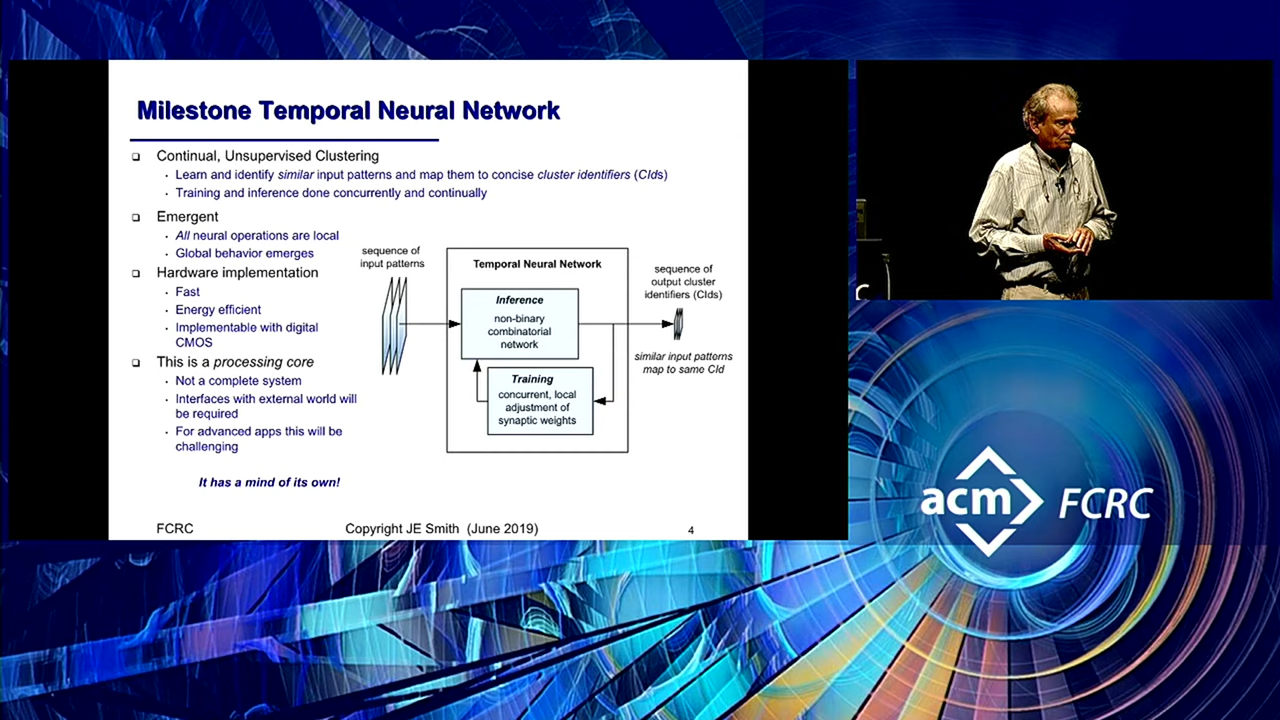 Milestone Temporal Neural Network
Continual, Unsupervised Clustering
Learn and identify similar input patterns and map them to concise cluster identifiers (CIds)
Training and inference done concurrently and continually
Emergent
All neural operations are local
Global behavior emerges
Hardware implementation
Fast
Energy efficient
Implementable with digital
CMOS
This is a processing core
Not a complete system
Interfaces with external world will
be required
For advanced apps this will be
challenging
It has a mind of its own!
sequence of
input patterns
Temporal Neural Network
Inference
non-binary
combinatorial
network
Training
concurrent, local
adjustment of
synaptic weights
sequence of
output cluster
identifiers (CIds)
similar input patterns
map to same CId
FCRC
Copyright JE Smith (June 2019)
4
acm FCRC